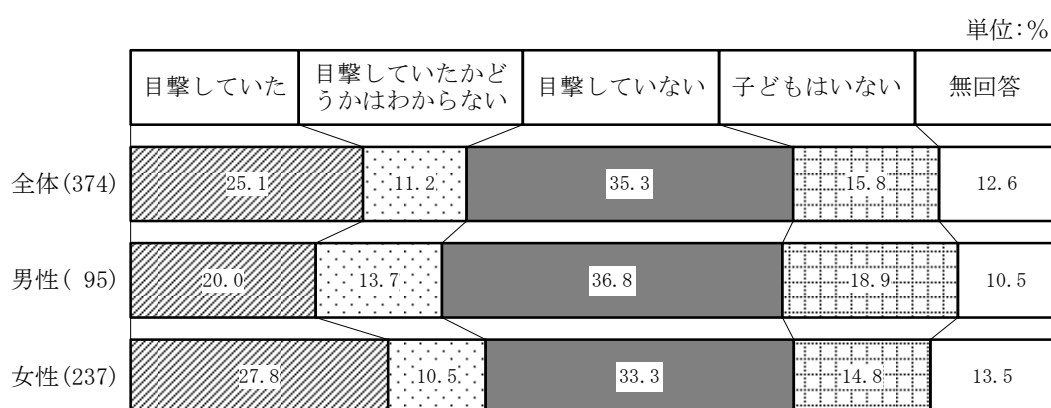 単位:%
目撃していた
目撃していたかど
うかはわからない
目撃していない
子どもはいない
無回答
全体(374)
25.1
11.2
35.3
15.8
12.6
男性( 95)
20.0
13.7
36.8
18.9
10.5
女性(237)
27.8
10.5
33.3
14.8
13.5